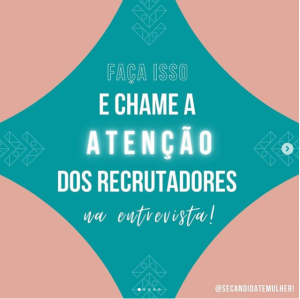 FAÇA ISSO
E CHAME A
ATENÇÃO
DOS RECRUTADORES
na entrevista!
@SECANDIDATEMULHER!